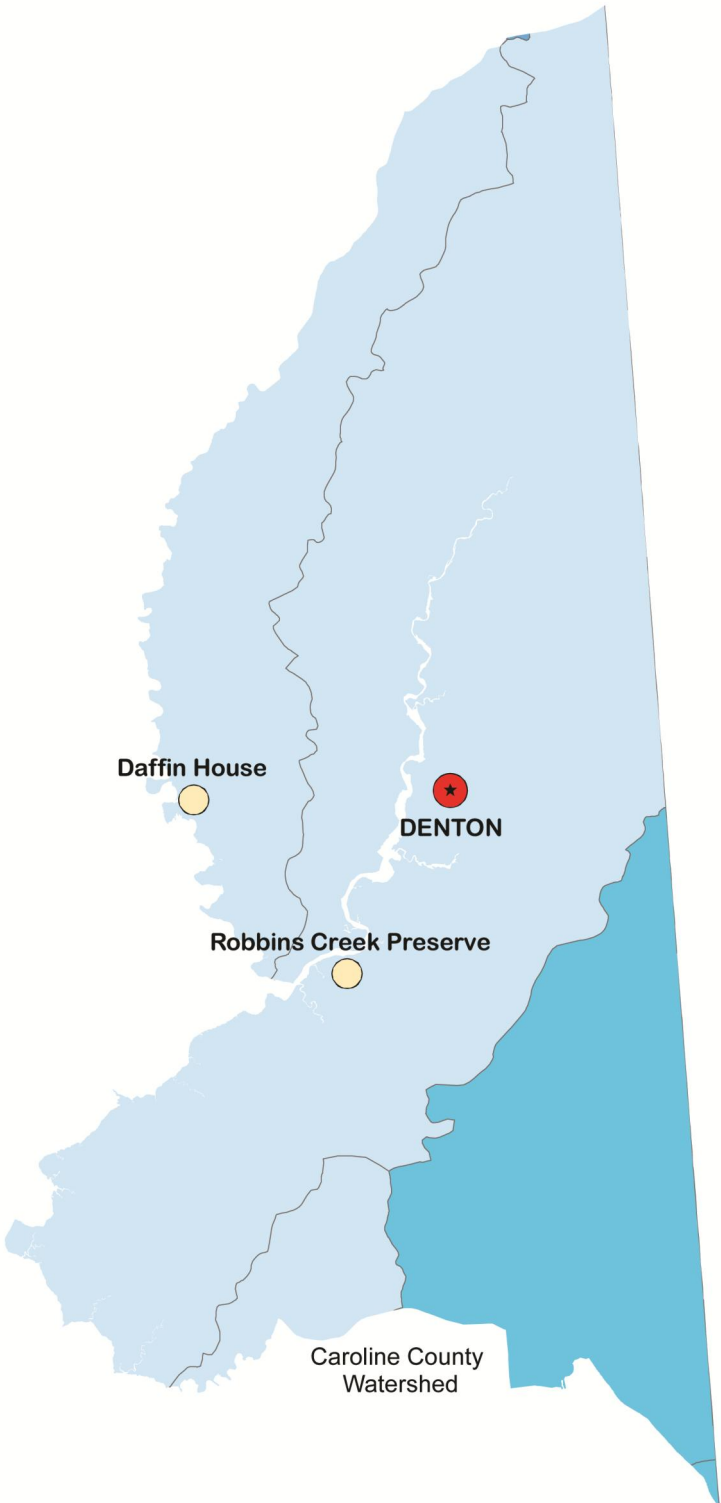 Daffin House
DENTON
Robbins Creek Preserve
Caroline County
Watershed